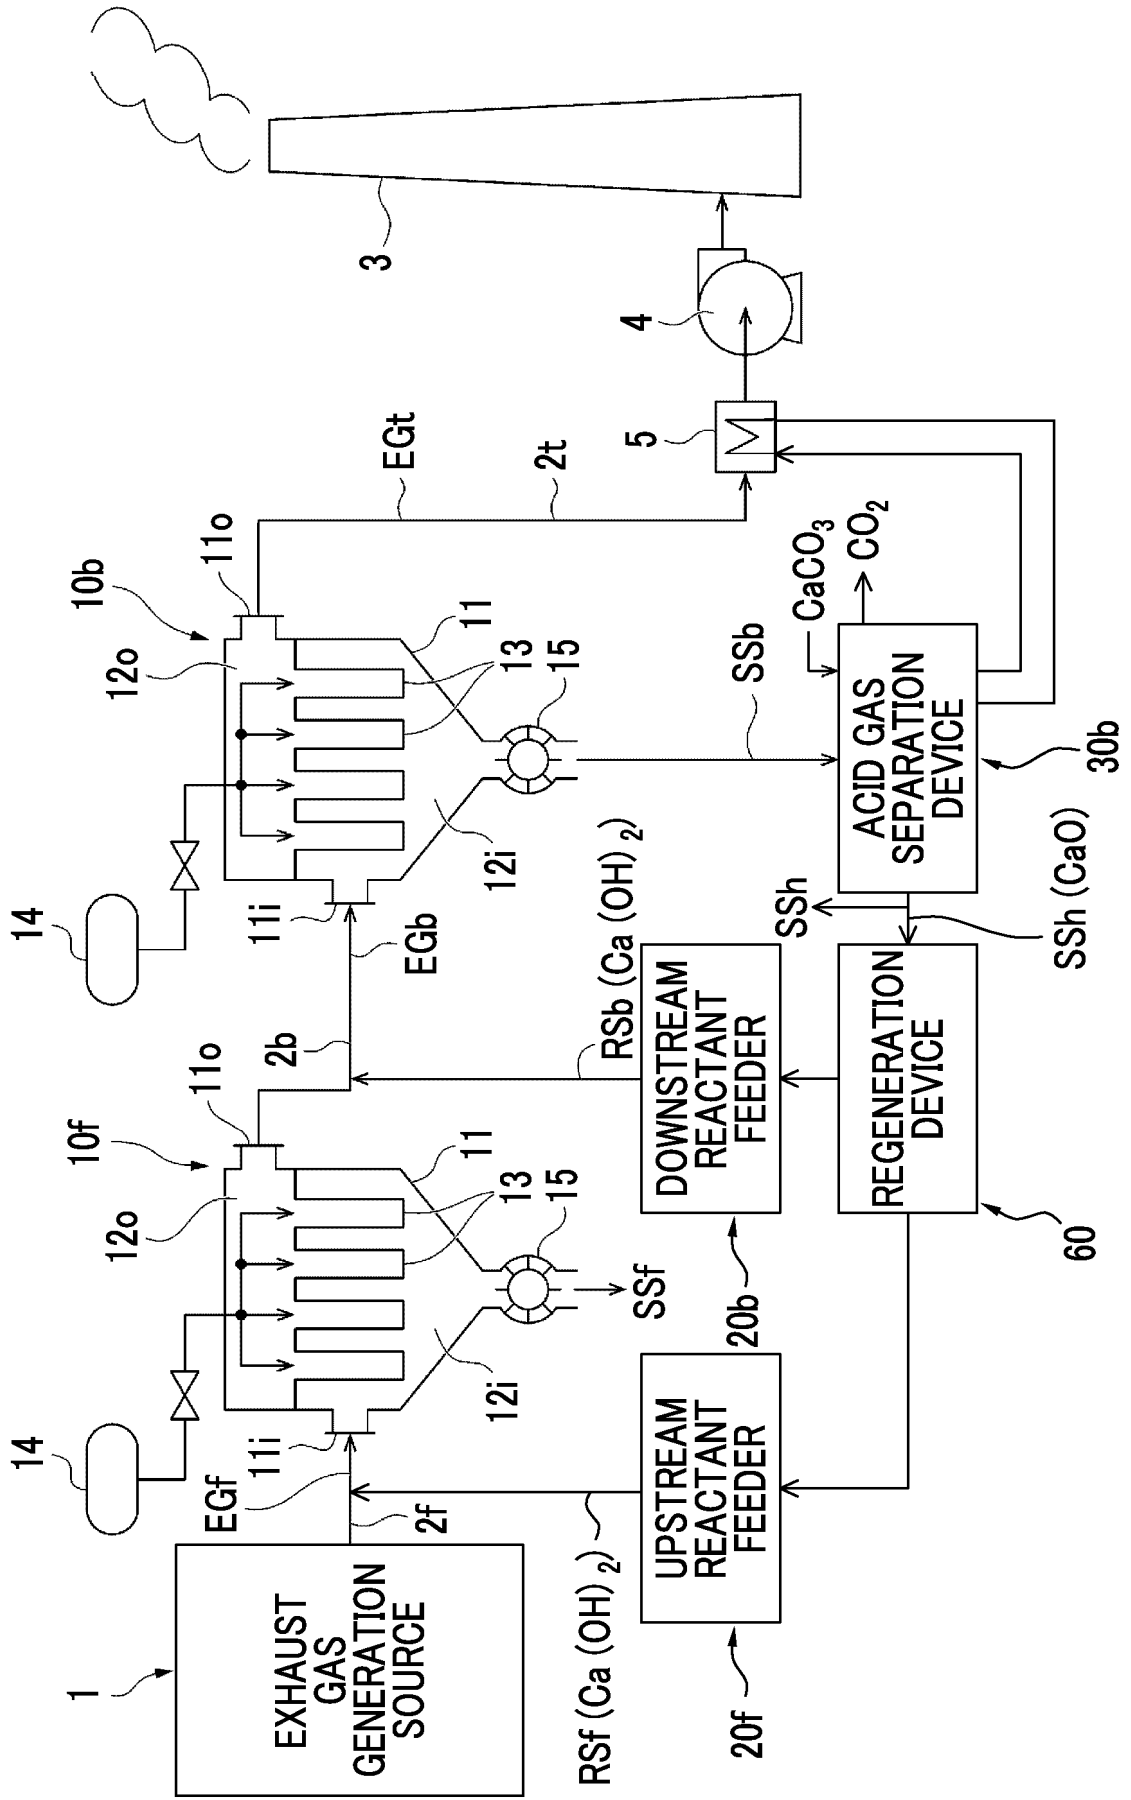 14
14
10f
10b
12o
11o
12o
11o
1
EXHAUST
GAS
GENERATION
SOURCE
EGf
2f
11i
12i
11
13
15
SSf
2b
EGb
11i
12i
11
13
15
EGt
2t
3
4
5
RSf (Ca (OH) 2)
RSb (Ca (OH) 2)
SSb
CaCO3
CO2
UPSTREAM
REACTANT
FEEDER
20f
DOWNSTREAM
REACTANT
FEEDER
20b
REGENERATION
DEVICE
60
SSh
SSh (CaO)
ACID GAS
SEPARATION
DEVICE
30b